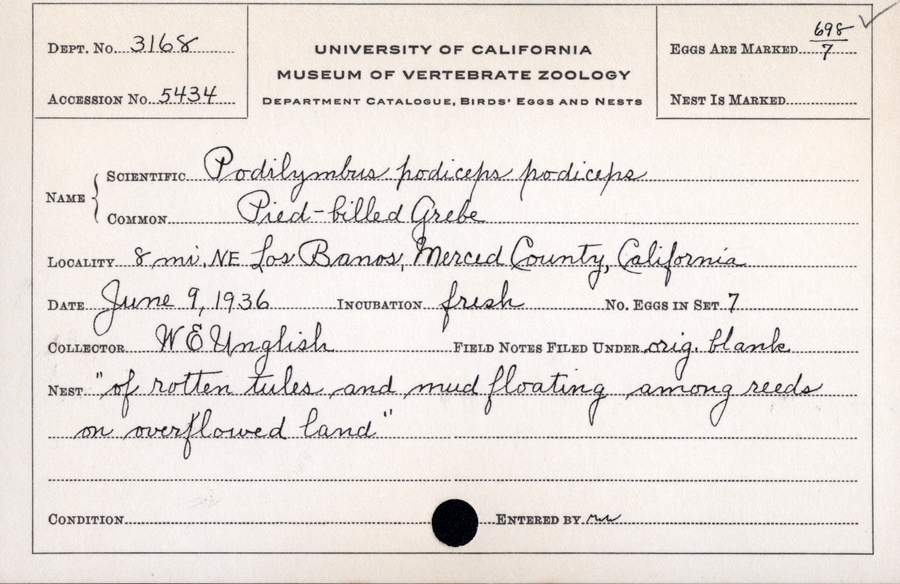 Dept. No. 3168
Accession No. 5434
UNIVERSITY OF CALIFORNIA
MUSEUM OF VERTEBRATE ZOOLOGY
Department Catalogue, Birds' Eggs and Nests
Eggs Are Marked 698/7 ✓
Nest Is Marked
Name { Scientific Podilymbus podiceps podiceps
Common Pied-billed Grebe
Locality 8 mi. NE Los Banos, Merced County, California
Date June 9, 1936 Incubation fresh No. Eggs in Set 7
Collector W E Unglish Field Notes Filed Under orig. blank
Nest "of rotten tules and mud floating among reeds
on overflowed land"
Condition Entered by